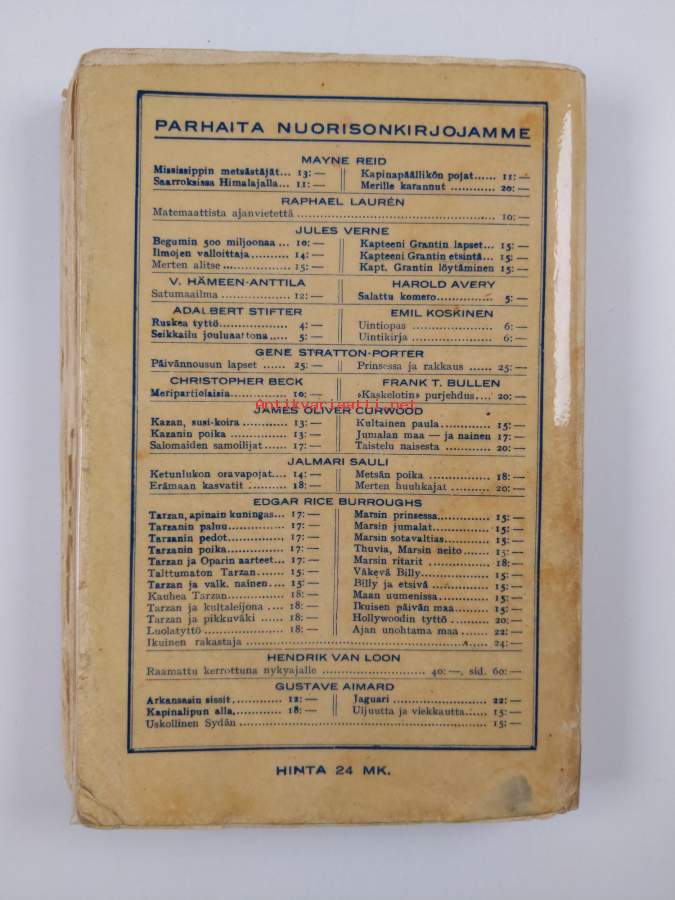 PARHAITA NUORISONKIRJOJAMME
MAYNE REID
Mississippin metsästäjät... 13:—
Saarroksissa Himalajalla... 11:—
Kapinapäällikön pojat...... 11:—
Merille karannut ............ 20:—
RAPHAEL LAURÉN
Matematiista ajanvietettä .................... 10:—
JULES VERNE
Begumin 500 miljoonaa ... 10:—
Ilmojen valloittaja.......... 14:—
Merten alitse ................ 15:—
Kapteeni Grantin lapset... 15:—
Kapteeni Grantin etsintä... 15:—
Kapt. Grantin löytäminen 15:—
V. HÄMEEN-ANTTILA
Satumaailma .................. 12:—
HAROLD AVERY
Salattu komero............... 5:—
ADALBERT STIFTER
Ruskea tyttö.................. 4:—
Seikkailu jouluaattona ... 5:—
EMIL KOSKINEN
Uintiopas ..................... 6:—
Uintikirja ..................... 6:—
GENE STRATTON-PORTER
Päivännousun lapset ...... 25:—
Prinsessa ja rakkaus ...... 25:—
CHRISTOPHER BECK
Meripartiolaisia ............ 10:—
FRANK T. BULLEN
»Kaskelotin» purjehdus.... 20:—
Antikvariaatti.net
JAMES OLIVER CURWOOD
Kazan, susi-koira ............ 13:—
Kazanin poika ............... 13:—
Salomaiden samoilijat...... 17:—
Kultainen paula............... 15:—
Jumalan maa — ja nainen 17:—
Taistelu naisesta ............ 20:—
JALMARI SAULI
Ketunlukon oravapojat.... 14:—
Erämaan kasvatit ............ 18:—
Metsän poika .................. 18:—
Merten huuhkajat ............ 20:—
EDGAR RICE BURROUGHS
Tarzan, apinain kuningas... 17:—
Tarzanin paluu............... 17:—
Tarzanin pedot............... 17:—
Tarzanin poika............... 17:—
Tarzan ja Oparin aarteet... 17:—
Talttumaton Tarzan......... 15:—
Tarzan ja valk. nainen...... 15:—
Kauhea Tarzan............... 18:—
Tarzan ja kultaleijona ..... 18:—
Tarzan ja pikkuväki ...... 18:—
Luolatyttö ..................... 18:—
Marsin prinsessa............ 15:—
Marsin jumalat............... 15:—
Marsin sotavaltias............ 15:—
Thuvia, Marsin neito...... 15:—
Marsin ritarit ............... 18:—
Väkevä Billy.................. 15:—
Billy ja etsivä ............... 15:—
Maan uumenissa............ 15:—
Ikuisen päivän maa......... 15:—
Hollywoodin tyttö ......... 20:—
Ajan unohtama maa ...... 22:—
Ikuinen rakastaja .................... 24:—
HENDRIK VAN LOON
Raamattu kerrottuna nykyajalle .................... 40:—, sid. 60:—
GUSTAVE AIMARD
Arkansasin sissit ............ 12:—
Kapinalipun alla............ 18:—
Jaguari ........................ 22:—
Uljuutta ja viekkautta...... 15:—
Uskollinen Sydän .................... 15:—
HINTA 24 MK.